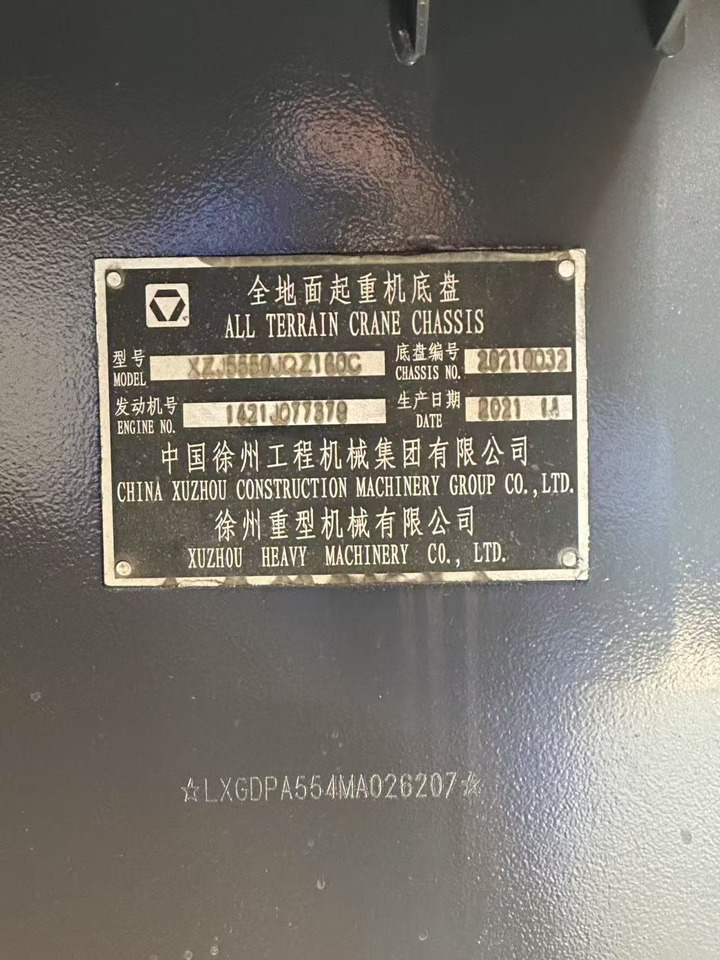 全地面起重机底盘
ALL TERRAIN CRANE CHASSIS
型号 MODEL XZJ5550JQZ160C 底盘编号 CHASSIS NO. 20210032
发动机号 ENGINE NO. 1421J077379 生产日期 DATE 2021 11
中国徐州工程机械集团有限公司
CHINA XUZHOU CONSTRUCTION MACHINERY GROUP CO.,LTD.
徐州重型机械有限公司
XUZHOU HEAVY MACHINERY CO., LTD.
☆LXGDPA554MA026207☆